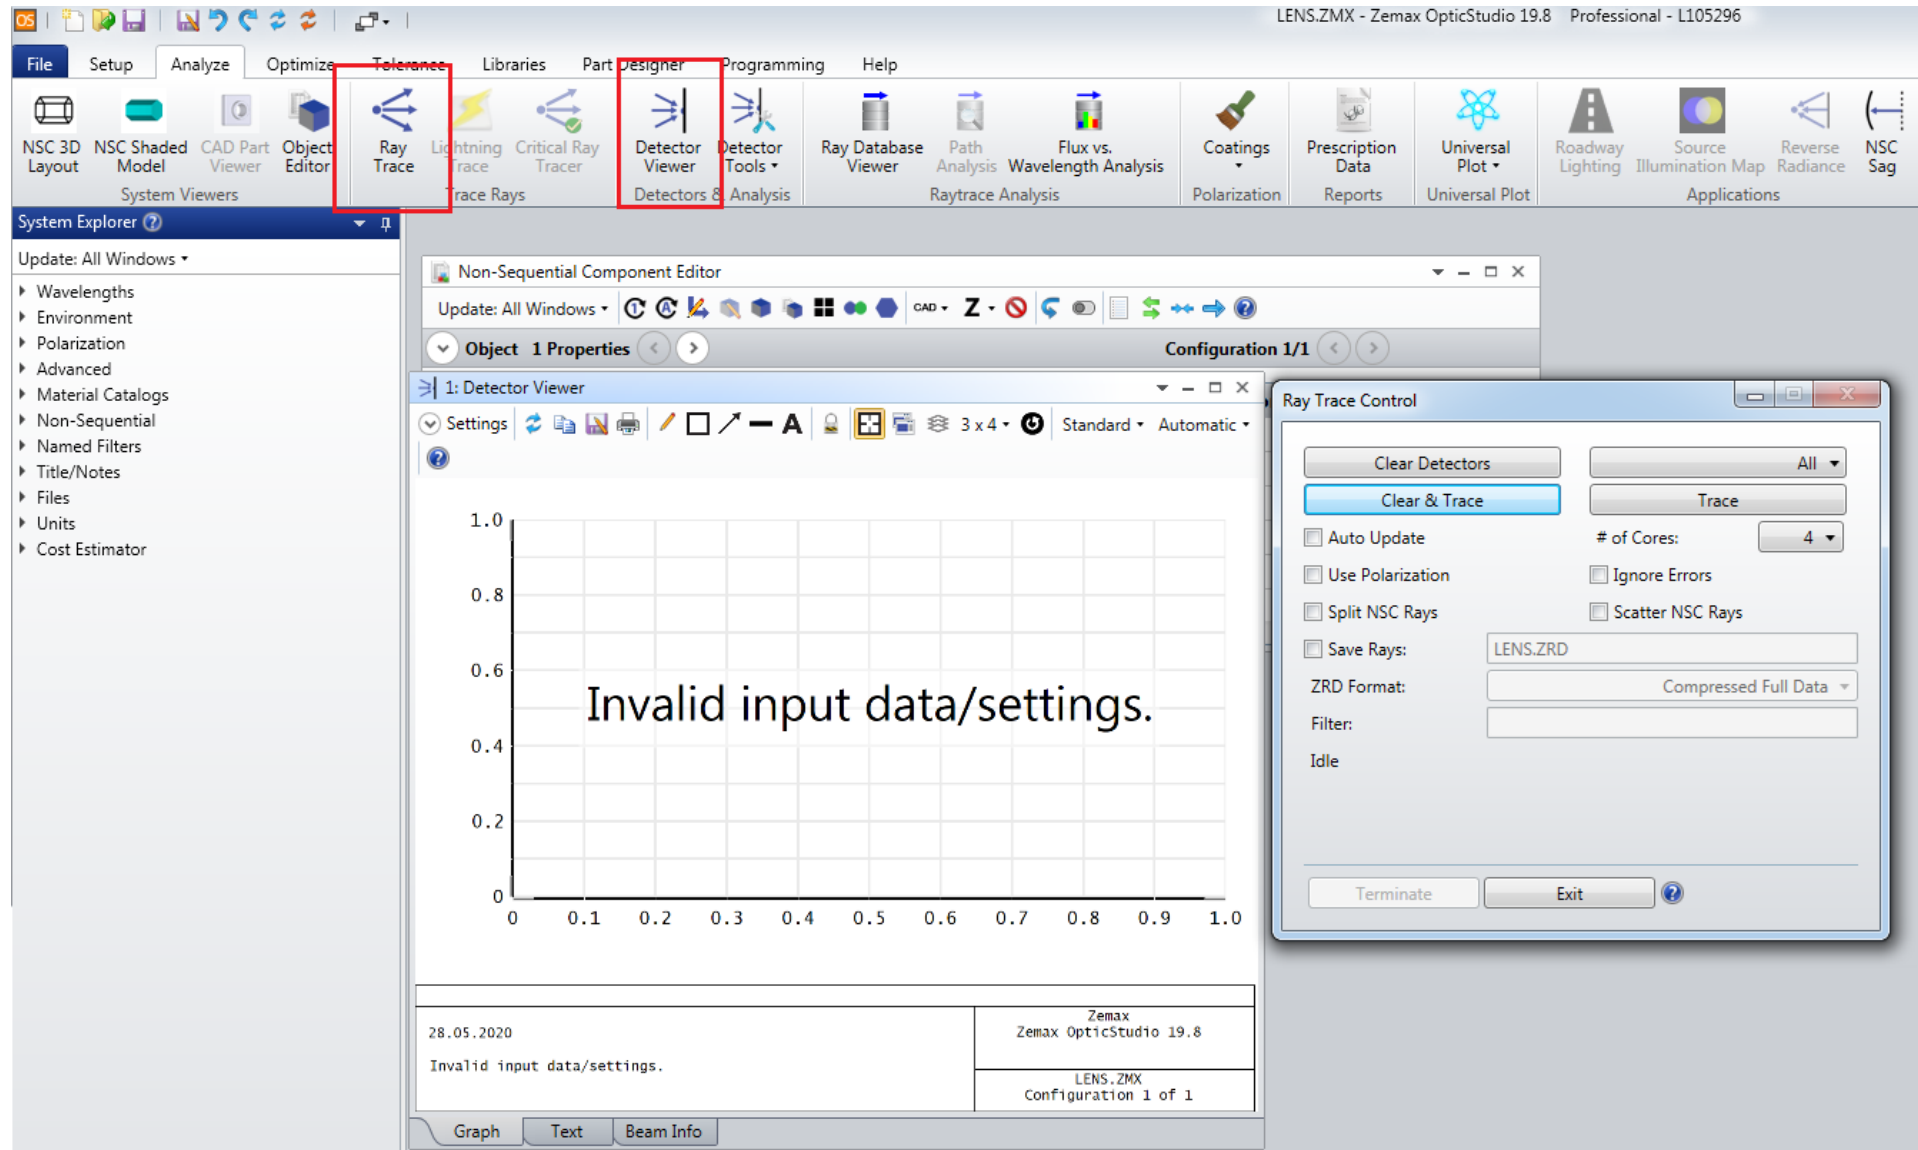 OS
LENS.ZMX - Zemax OpticStudio 19.8 Professional - L105296
File Setup Analyze Optimize Tolerance Libraries Part Designer Programming Help
NSC 3D Layout
NSC Shaded Model
CAD Part Viewer
Object Editor
Ray Trace
Lightning Trace
Critical Ray Tracer
Detector Viewer
Detector Tools
Ray Database Viewer
Path Analysis
Flux vs. Wavelength Analysis
Coatings
Prescription Data
Universal Plot
Roadway Lighting
Source Illumination Map
Reverse Radiance
NSC Sag
System Viewers Trace Rays Detectors & Analysis Raytrace Analysis Polarization Reports Universal Plot Applications
System Explorer
Update: All Windows
Wavelengths
Environment
Polarization
Advanced
Material Catalogs
Non-Sequential
Named Filters
Title/Notes
Files
Units
Cost Estimator
Non-Sequential Component Editor
Update: All Windows CAD Z
Object 1 Properties Configuration 1/1
1: Detector Viewer
Settings A 3 x 4 Standard Automatic
1.0
0.8
0.6
0.4
0.2
0
Invalid input data/settings.
0 0.1 0.2 0.3 0.4 0.5 0.6 0.7 0.8 0.9 1.0
28.05.2020
Invalid input data/settings.
Zemax
Zemax OpticStudio 19.8
LENS.ZMX
Configuration 1 of 1
Graph Text Beam Info
Ray Trace Control
Clear Detectors All
Clear & Trace Trace
Auto Update # of Cores: 4
Use Polarization Ignore Errors
Split NSC Rays Scatter NSC Rays
Save Rays: LENS.ZRD
ZRD Format: Compressed Full Data
Filter:
Idle
Terminate Exit